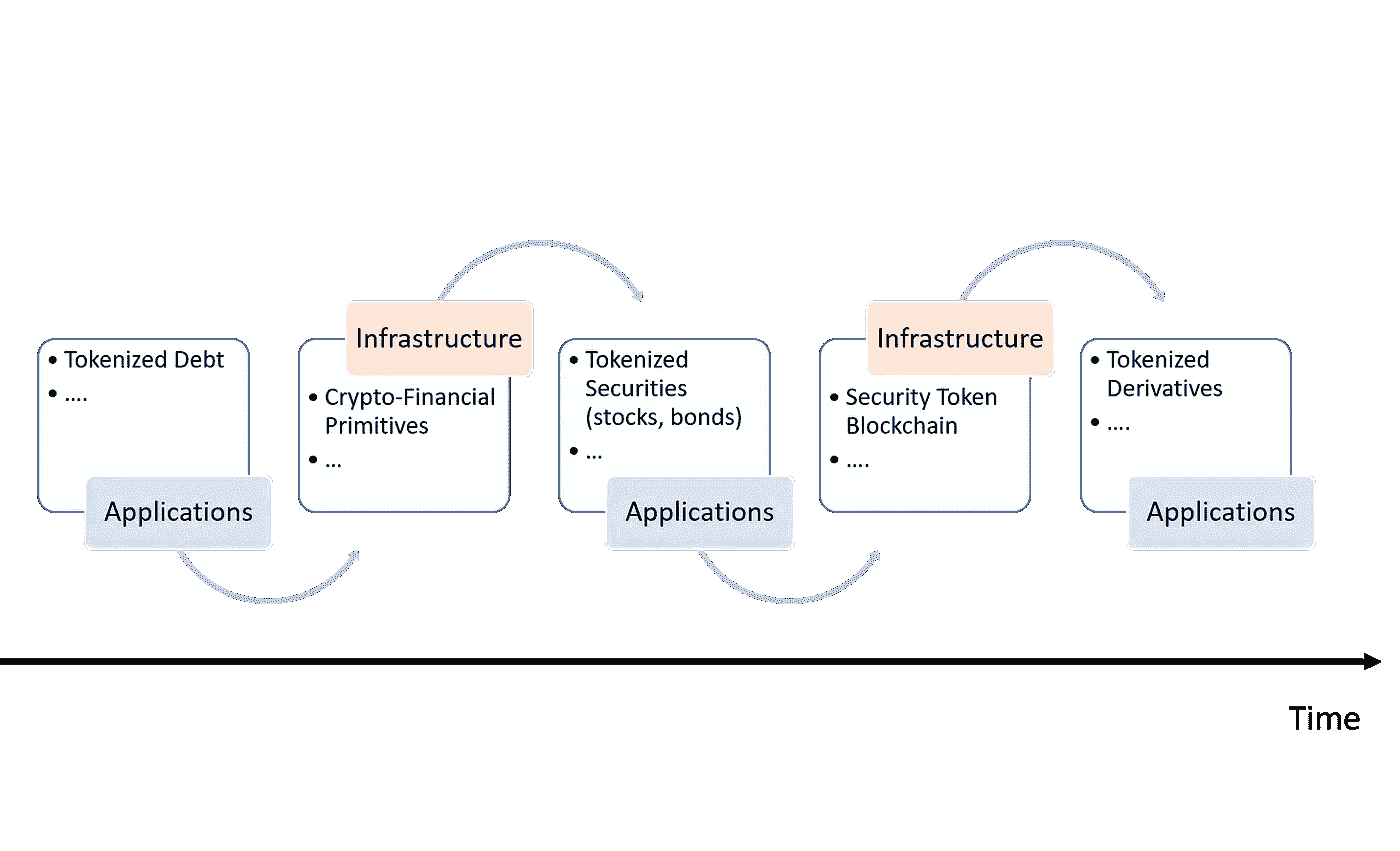 Infrastructure
Infrastructure
• Tokenized Debt
• ....
• Crypto-Financial
Primitives
• ...
• Tokenized
Securities
(stocks, bonds)
• ...
• Security Token
Blockchain
• ....
• Tokenized
Derivatives
• ....
Applications
Applications
Applications
Time